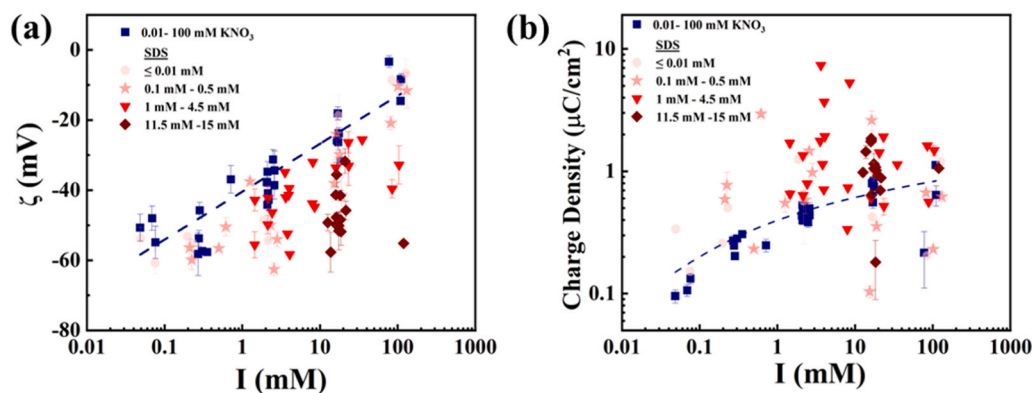 (a)
0.01- 100 mM KNO₃
SDS
≤ 0.01 mM
0.1 mM - 0.5 mM
1 mM - 4.5 mM
11.5 mM -15 mM
0
-20
-40
-60
-80
ζ (mV)
0.01
0.1
1
10
100
1000
I (mM)
(b)
0.01- 100 mM KNO₃
SDS
≤ 0.01 mM
0.1 mM - 0.5 mM
1 mM - 4.5 mM
11.5 mM -15 mM
10
1
0.1
Charge Density (μC/cm²)
0.01
0.1
1
10
100
1000
I (mM)